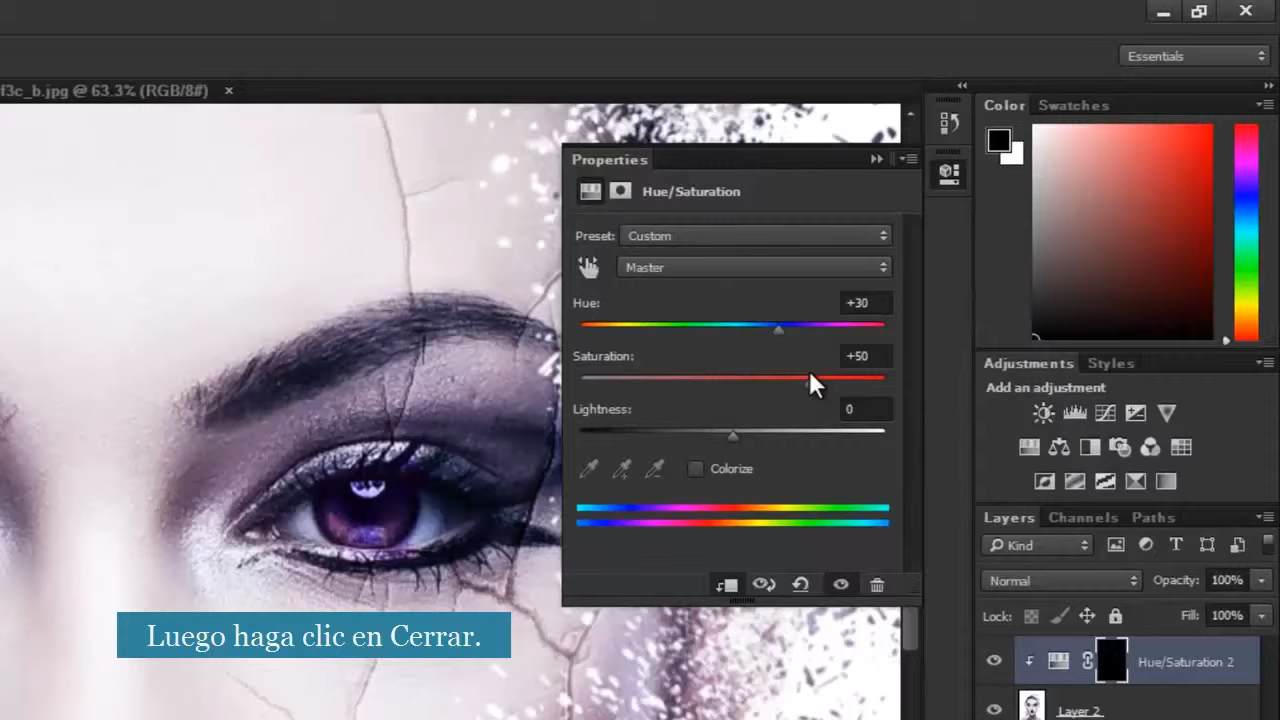 Essentials
f3c_b.jpg @ 63.3% (RGB/8#) ×
Color Swatches
Properties
Hue/Saturation
Preset: Custom
Master
Hue: +30
Saturation: +50
Lightness: 0
Colorize
Adjustments Styles
Add an adjustment
Layers Channels Paths
Kind
Normal Opacity: 100%
Lock: Fill: 100%
Hue/Saturation 2
Layer 2
Luego haga clic en Cerrar.